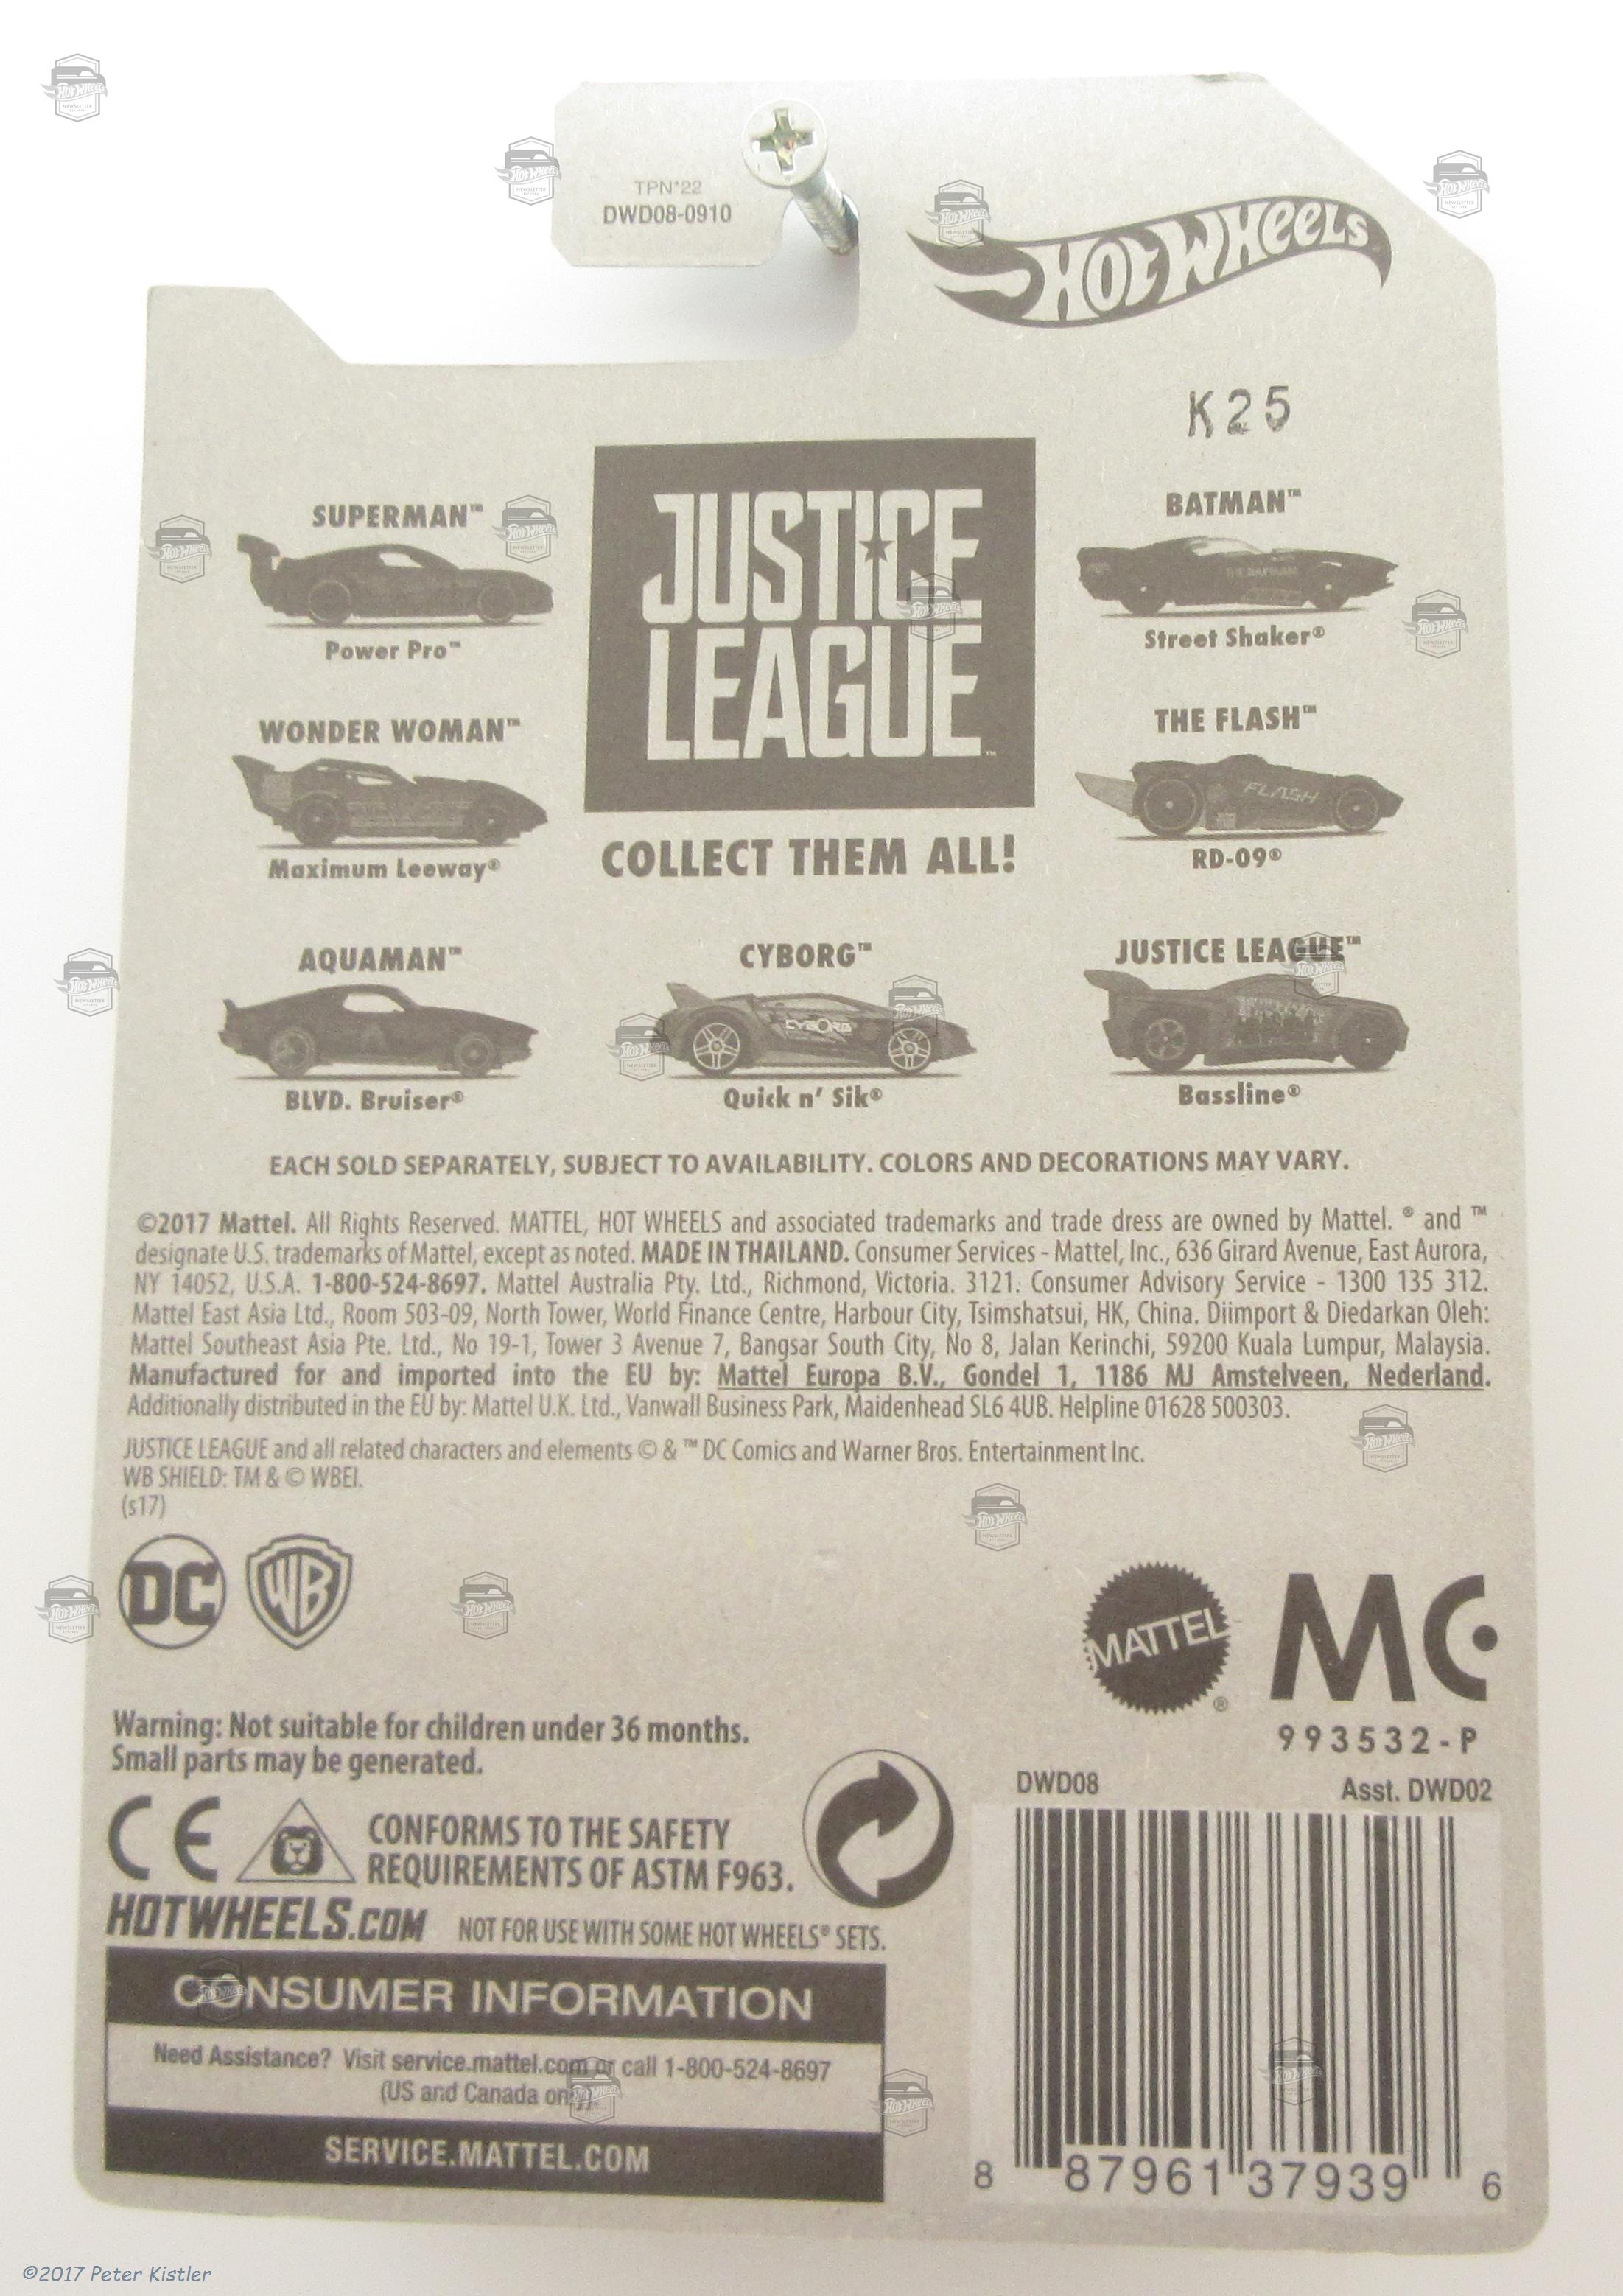 TPN*22
DWD08-0910
HOT WHEELS
K25
SUPERMAN™
Power Pro™
JUSTICE
LEAGUE™
BATMAN™
Street Shaker®
WONDER WOMAN™
Maximum Leeway®
THE FLASH™
FLASH
RD-09®
COLLECT THEM ALL!
AQUAMAN™
BLVD. Bruiser®
CYBORG™
CYBORG
Quick n' Sik®
JUSTICE LEAGUE™
Bassline®
EACH SOLD SEPARATELY, SUBJECT TO AVAILABILITY. COLORS AND DECORATIONS MAY VARY.
©2017 Mattel. All Rights Reserved. MATTEL, HOT WHEELS and associated trademarks and trade dress are owned by Mattel. ® and ™
designate U.S. trademarks of Mattel, except as noted. MADE IN THAILAND. Consumer Services - Mattel, Inc., 636 Girard Avenue, East Aurora,
NY 14052, U.S.A. 1-800-524-8697. Mattel Australia Pty. Ltd., Richmond, Victoria. 3121. Consumer Advisory Service - 1300 135 312.
Mattel East Asia Ltd., Room 503-09, North Tower, World Finance Centre, Harbour City, Tsimshatsui, HK, China. Diimport & Diedarkan Oleh:
Mattel Southeast Asia Pte. Ltd., No 19-1, Tower 3 Avenue 7, Bangsar South City, No 8, Jalan Kerinchi, 59200 Kuala Lumpur, Malaysia.
Manufactured for and imported into the EU by: Mattel Europa B.V., Gondel 1, 1186 MJ Amstelveen, Nederland.
Additionally distributed in the EU by: Mattel U.K. Ltd., Vanwall Business Park, Maidenhead SL6 4UB. Helpline 01628 500303.
JUSTICE LEAGUE and all related characters and elements © & ™ DC Comics and Warner Bros. Entertainment Inc.
WB SHIELD: TM & © WBEI.
(s17)
DC
WB
MATTEL®
MC
993532-P
Warning: Not suitable for children under 36 months.
Small parts may be generated.
CE
CONFORMS TO THE SAFETY
REQUIREMENTS OF ASTM F963.
DWD08
Asst. DWD02
HOTWHEELS.COM
NOT FOR USE WITH SOME HOT WHEELS® SETS.
CONSUMER INFORMATION
Need Assistance? Visit service.mattel.com or call 1-800-524-8697
(US and Canada only).
SERVICE.MATTEL.COM
8 87961 37939 6
©2017 Peter Kistler